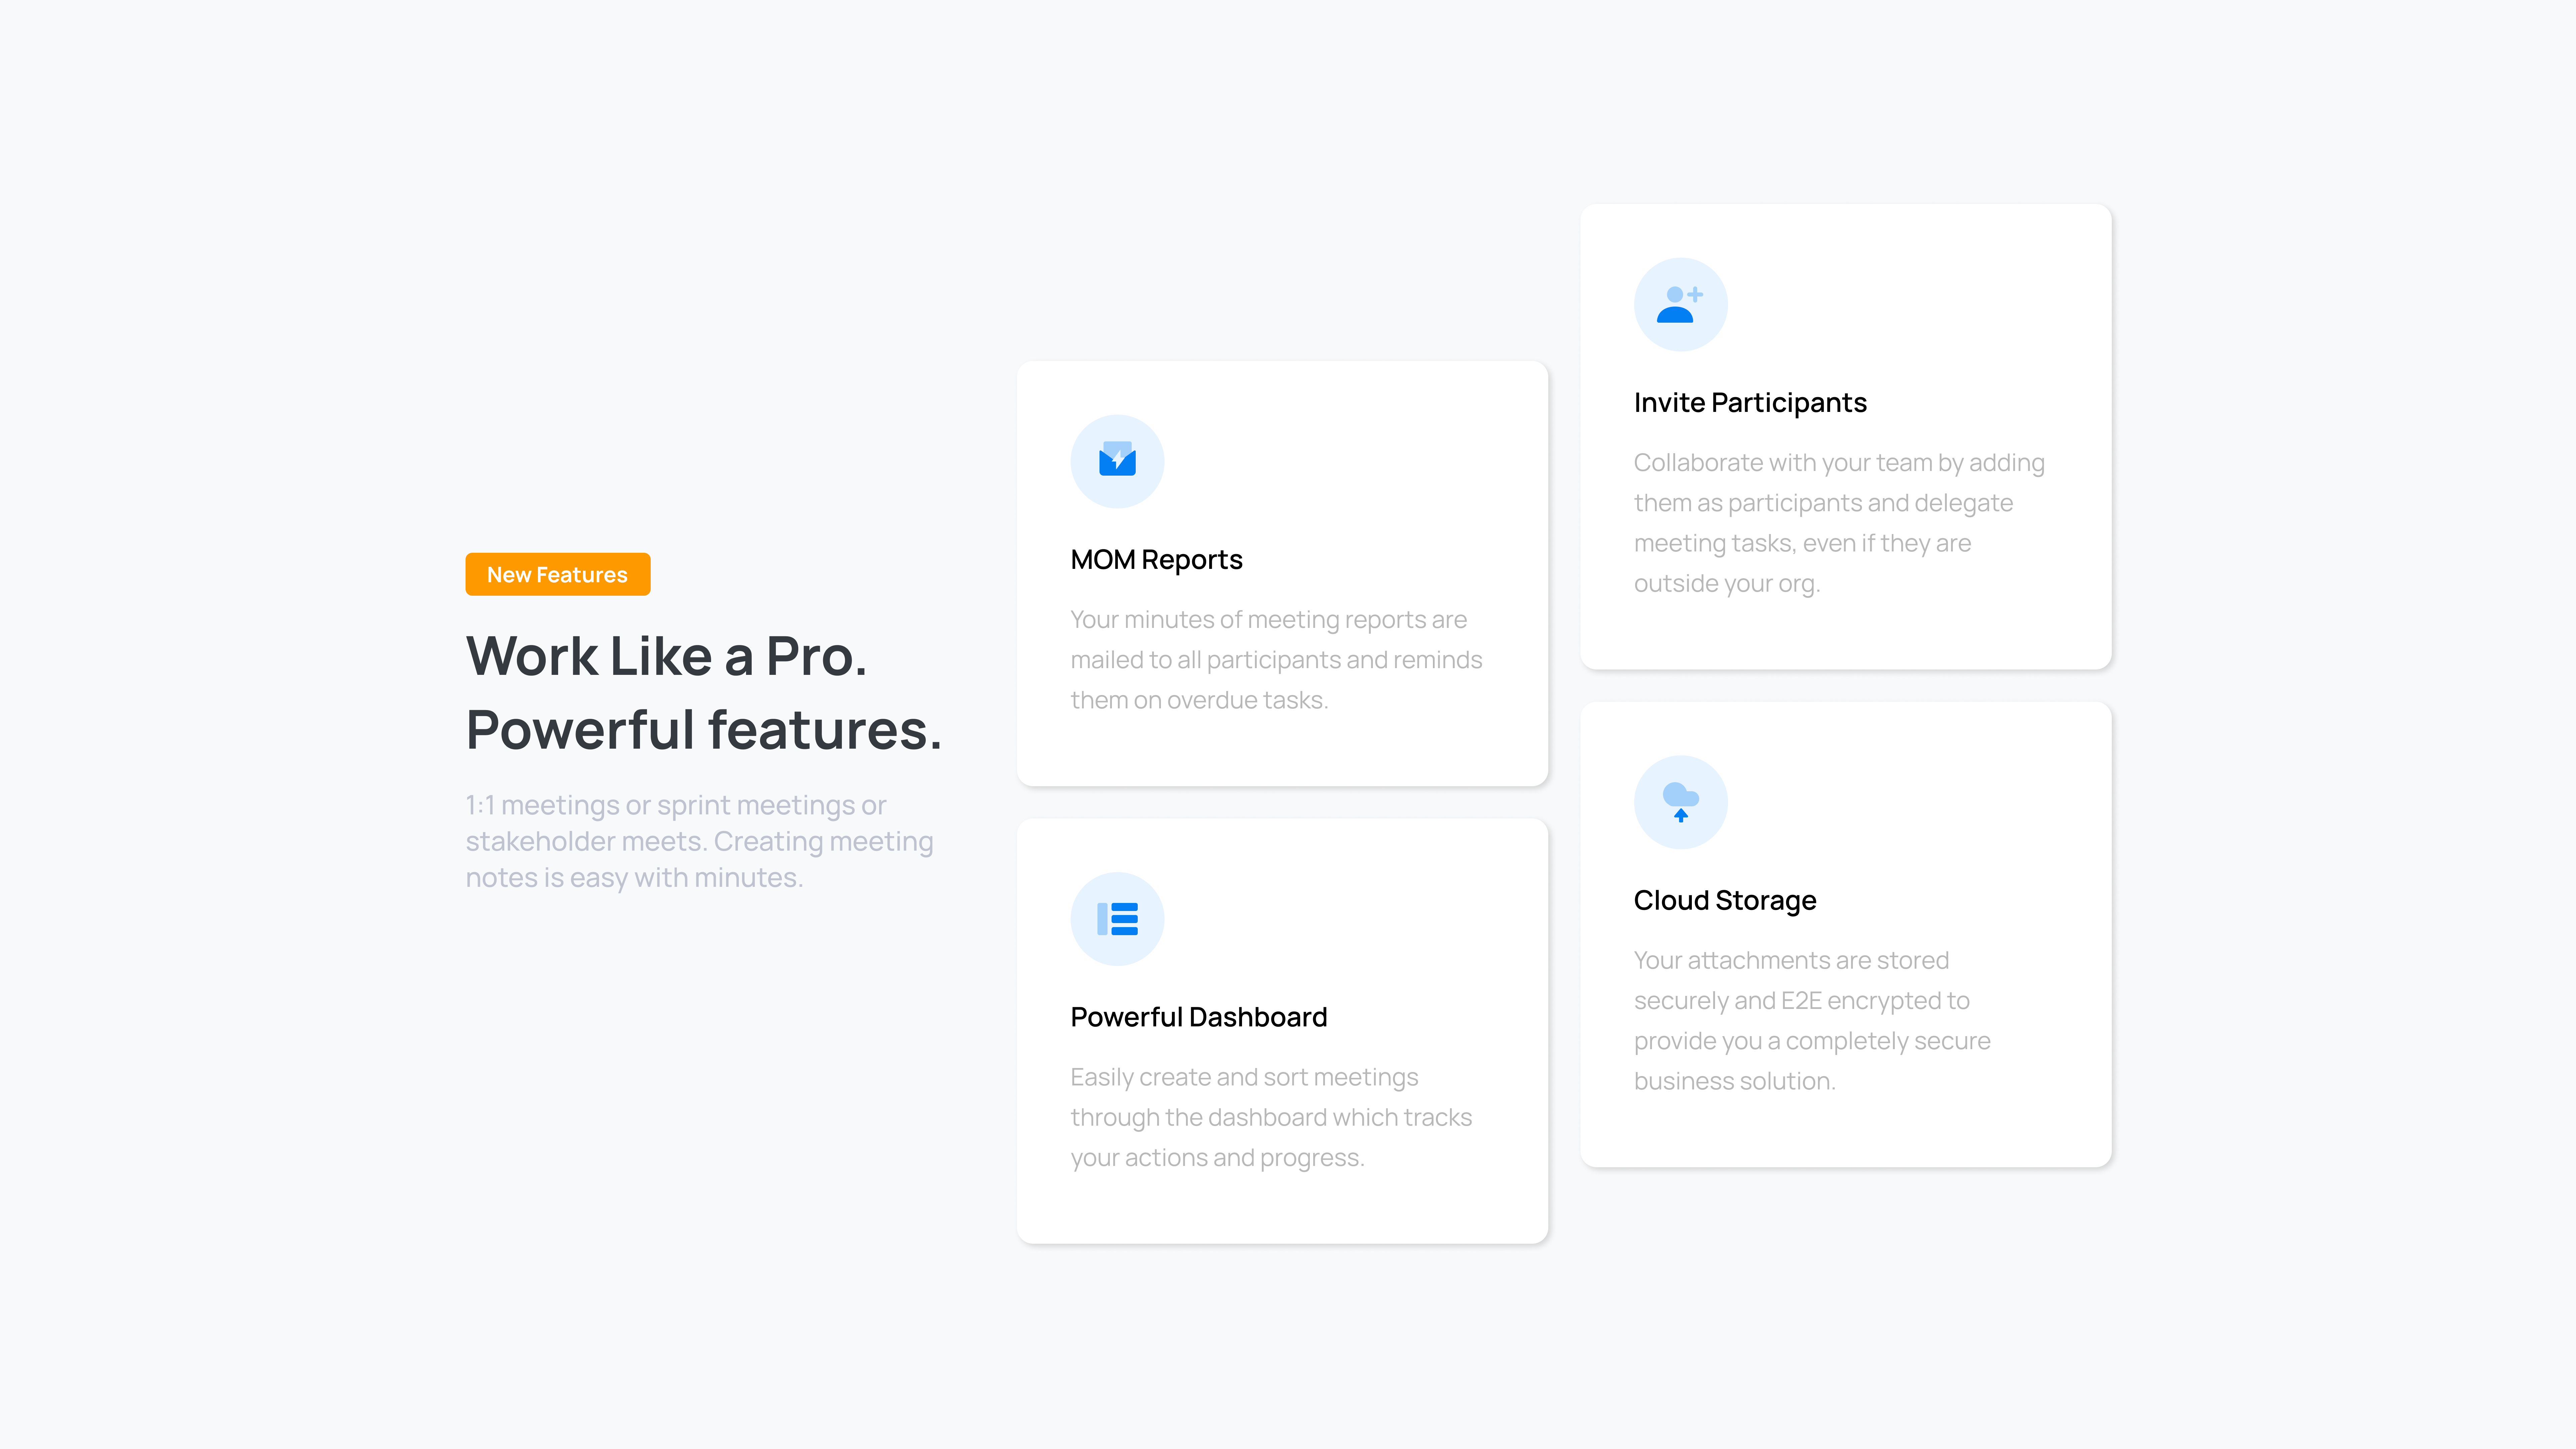 New Features
Work Like a Pro.
Powerful features.
1:1 meetings or sprint meetings or
stakeholder meets. Creating meeting
notes is easy with minutes.
MOM Reports
Your minutes of meeting reports are
mailed to all participants and reminds
them on overdue tasks.
Powerful Dashboard
Easily create and sort meetings
through the dashboard which tracks
your actions and progress.
Invite Participants
Collaborate with your team by adding
them as participants and delegate
meeting tasks, even if they are
outside your org.
Cloud Storage
Your attachments are stored
securely and E2E encrypted to
provide you a completely secure
business solution.